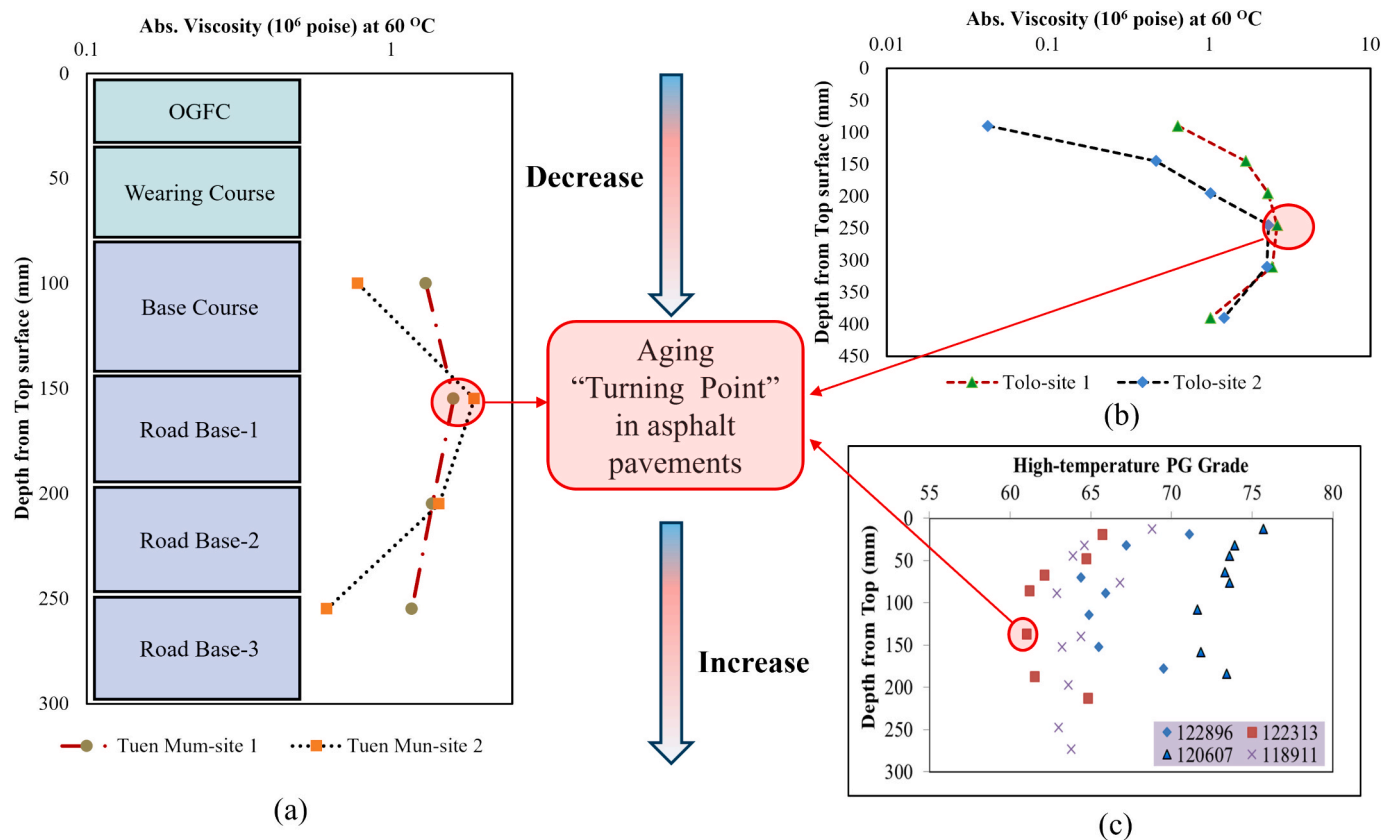 Abs. Viscosity (10⁶ poise) at 60 ᴼC
0.1 1
0
50
100
150
200
250
300
Depth from Top surface (mm)
OGFC
Wearing Course
Base Course
Road Base-1
Road Base-2
Road Base-3
Tuen Mum-site 1 Tuen Mun-site 2
(a)
Decrease
Aging
“Turning Point”
in asphalt
pavements
Increase
Abs. Viscosity (10⁶ poise) at 60 ᴼC
0.01 0.1 1 10
0
50
100
150
200
250
300
350
400
450
Depth from Top surface (mm)
Tolo-site 1 Tolo-site 2
(b)
High-temperature PG Grade
55 60 65 70 75 80
0
50
100
150
200
250
300
Depth from Top (mm)
122896 122313
120607 118911
(c)